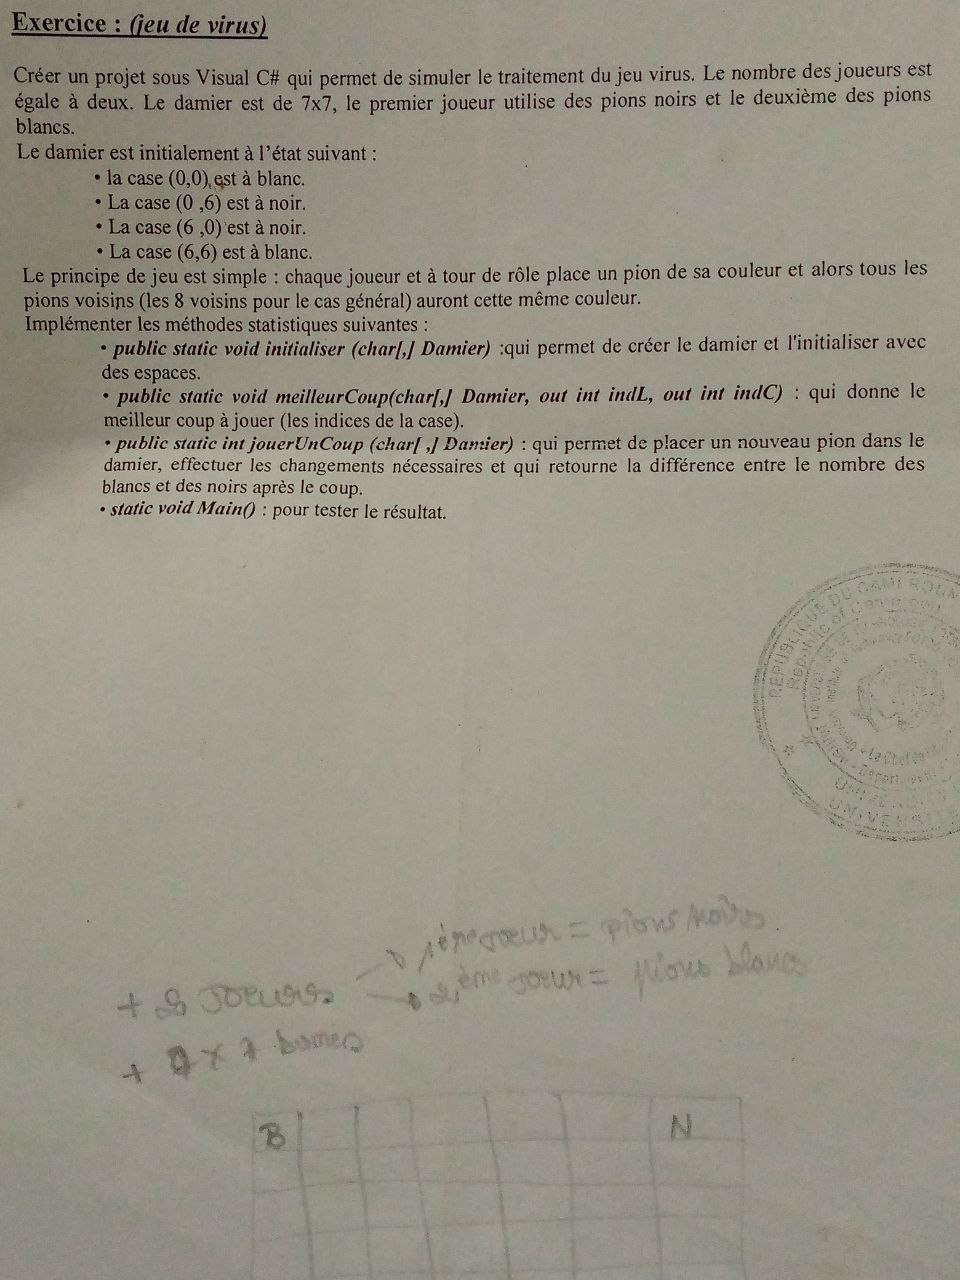 Exercice : (jeu de virus)
Créer un projet sous Visual C# qui permet de simuler le traitement du jeu virus. Le nombre des joueurs est
égale à deux. Le damier est de 7x7, le premier joueur utilise des pions noirs et le deuxième des pions
blancs.
Le damier est initialement à l'état suivant :
• la case (0,0) est à blanc.
• La case (0 ,6) est à noir.
• La case (6 ,0) est à noir.
• La case (6,6) est à blanc.
Le principe de jeu est simple : chaque joueur et à tour de rôle place un pion de sa couleur et alors tous les
pions voisins (les 8 voisins pour le cas général) auront cette même couleur.
Implémenter les méthodes statistiques suivantes :
• public static void initialiser (char[,] Damier) :qui permet de créer le damier et l'initialiser avec
des espaces.
• public static void meilleurCoup(char[,] Damier, out int indL, out int indC) : qui donne le
meilleur coup à jouer (les indices de la case).
• public static int jouerUnCoup (char[ ,] Damier) : qui permet de placer un nouveau pion dans le
damier, effectuer les changements nécessaires et qui retourne la différence entre le nombre des
blancs et des noirs après le coup.
• static void Main() : pour tester le résultat.
REPUBLIQUE DU CAMEROUN
Republic of
UNIVERSI
1ème joeur = pions noirs
+ 2 joeurs
2ème joeur = pions blancs
+ 7 x 7
B N